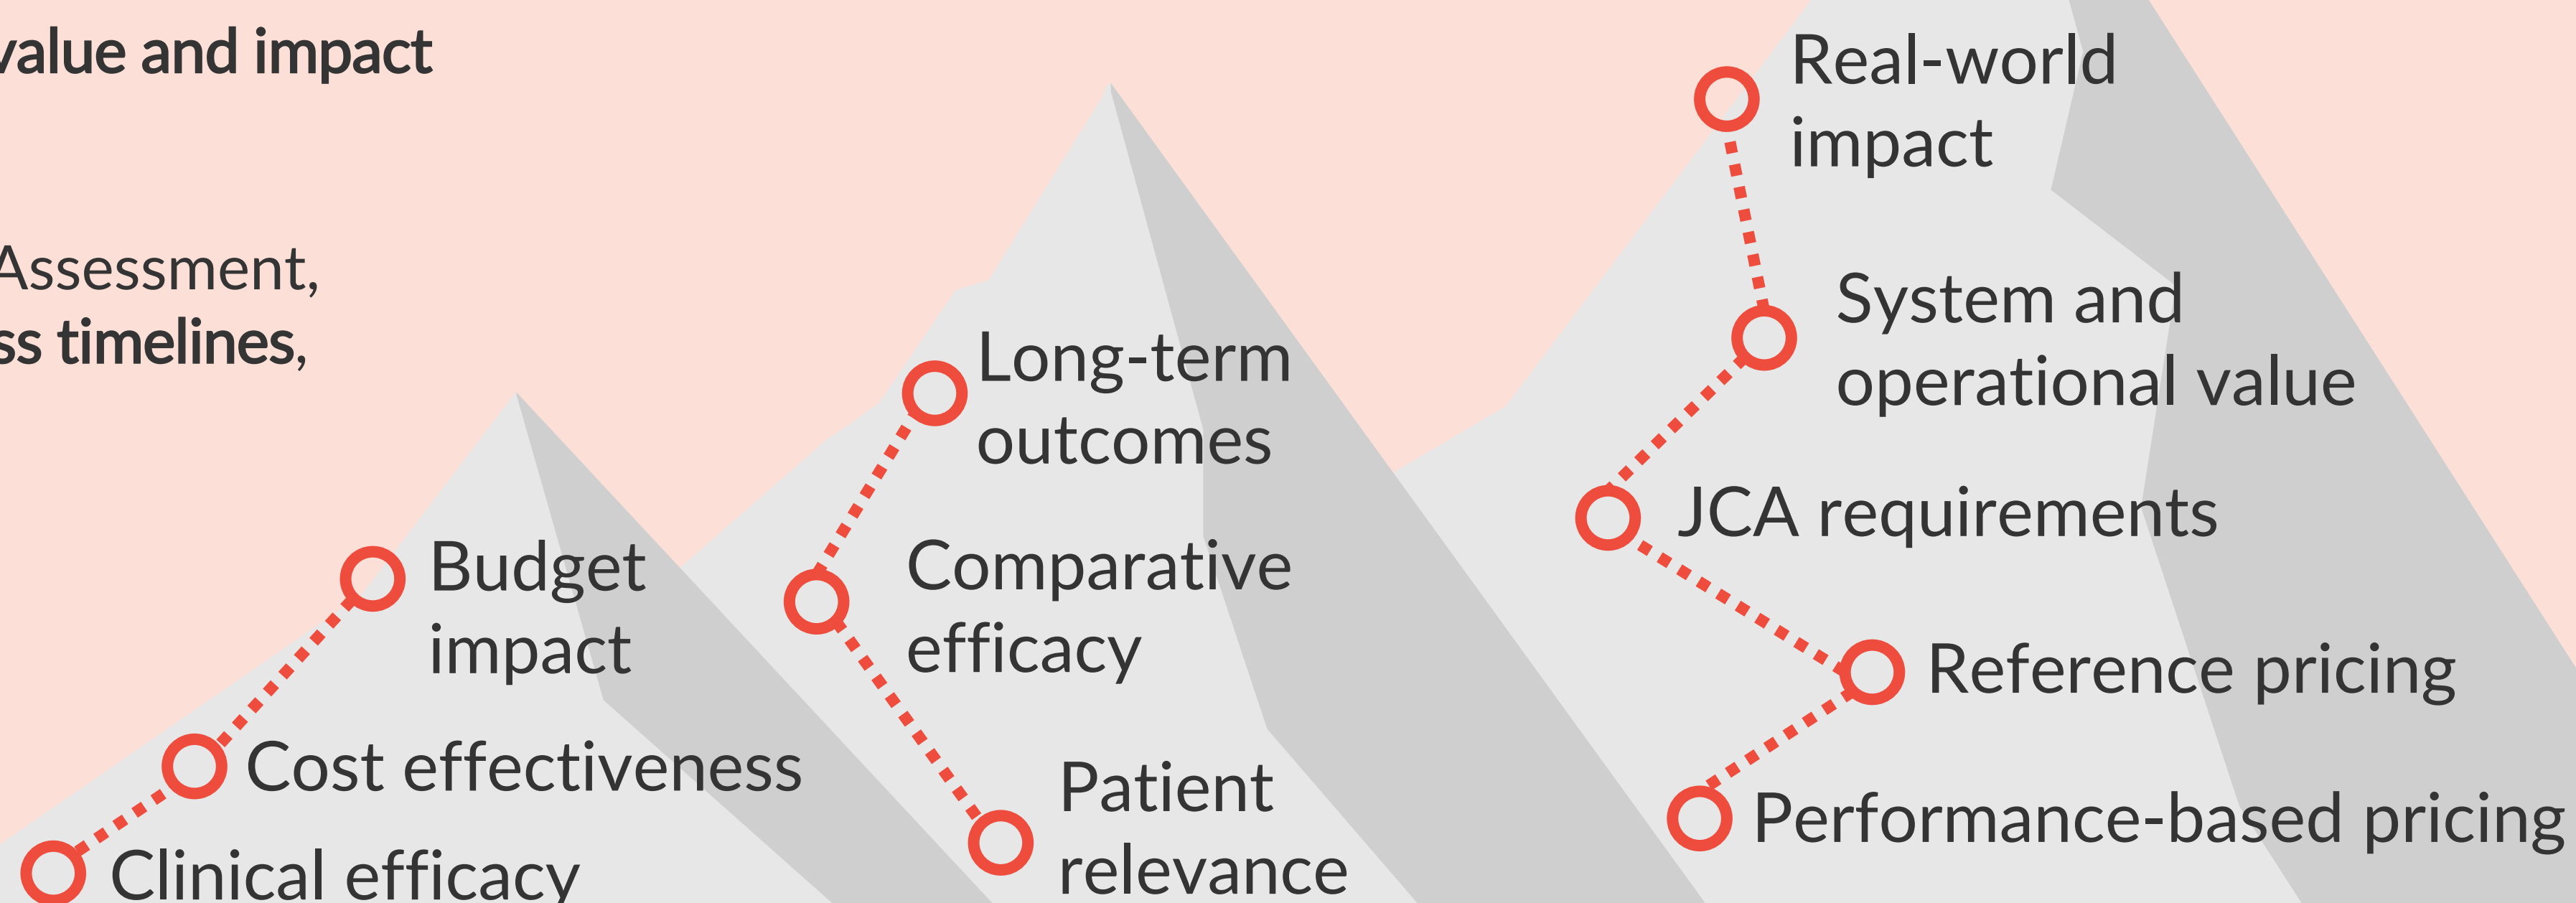 value and impact
Assessment,
ss timelines,
Budget
impact
Cost effectiveness
Clinical efficacy
Long-term
outcomes
Comparative
efficacy
Patient
relevance
Real-world
impact
System and
operational value
JCA requirements
Reference pricing
Performance-based pricing